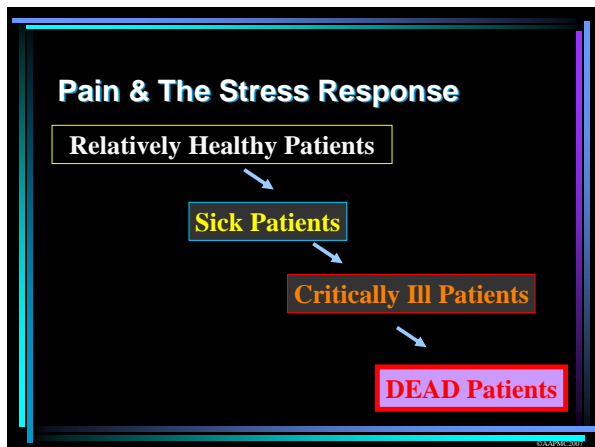 Pain & The Stress Response
Relatively Healthy Patients
Sick Patients
Critically Ill Patients
DEAD Patients
©AAPMC2007